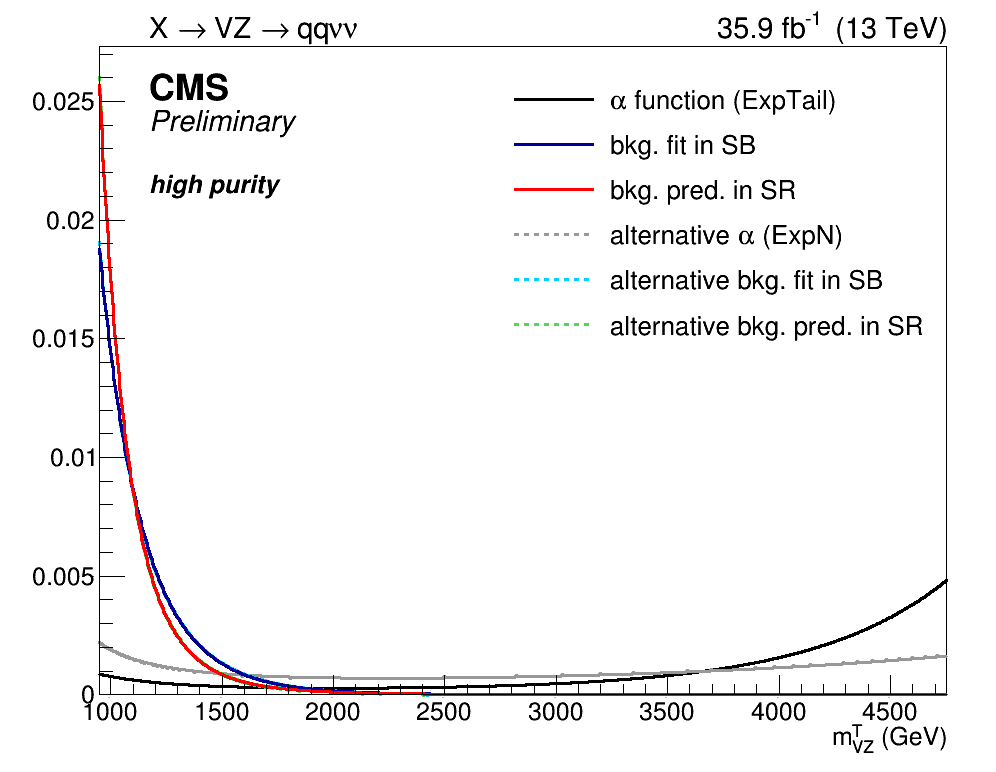 X → VZ → qqνν
35.9 fb⁻¹ (13 TeV)
CMS
Preliminary
high purity
α function (ExpTail)
bkg. fit in SB
bkg. pred. in SR
alternative α (ExpN)
alternative bkg. fit in SB
alternative bkg. pred. in SR
0.025
0.02
0.015
0.01
0.005
0
1000 1500 2000 2500 3000 3500 4000 4500
m^T_VZ (GeV)